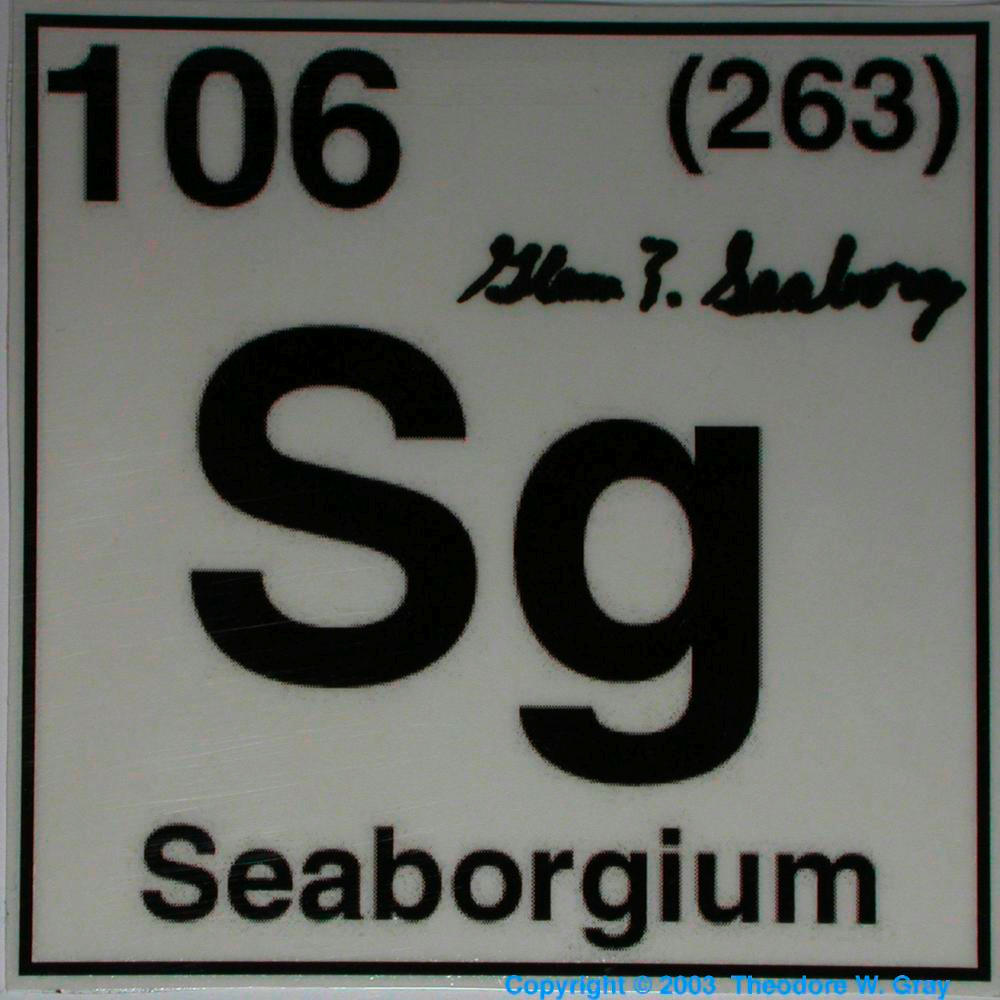 106 (263)
Glenn T. Seaborg
Sg
Seaborgium
Copyright © 2003 Theodore W. Gray